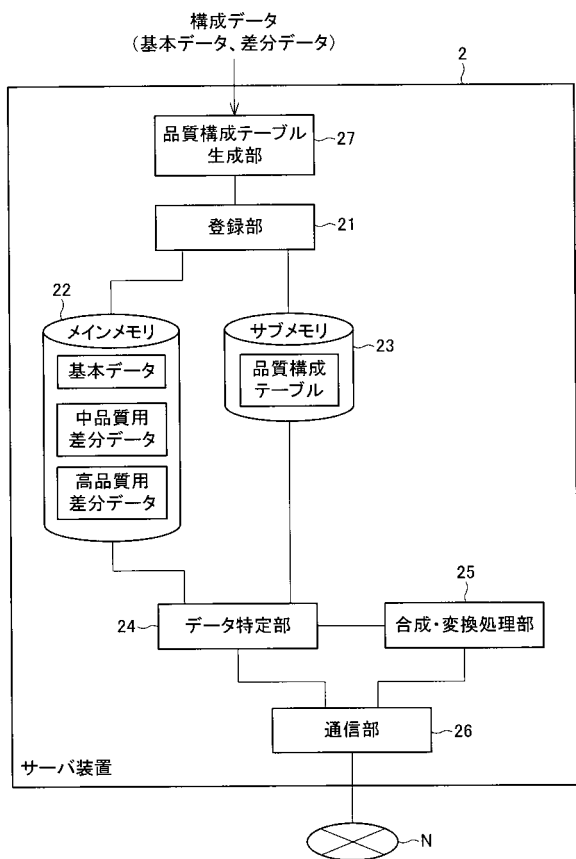 構成データ
(基本データ、差分データ)
2
品質構成テーブル
生成部
27
登録部
21
22
メインメモリ
基本データ
中品質用
差分データ
高品質用
差分データ
サブメモリ
23
品質構成
テーブル
24
データ特定部
25
合成・変換処理部
通信部
26
サーバ装置
N